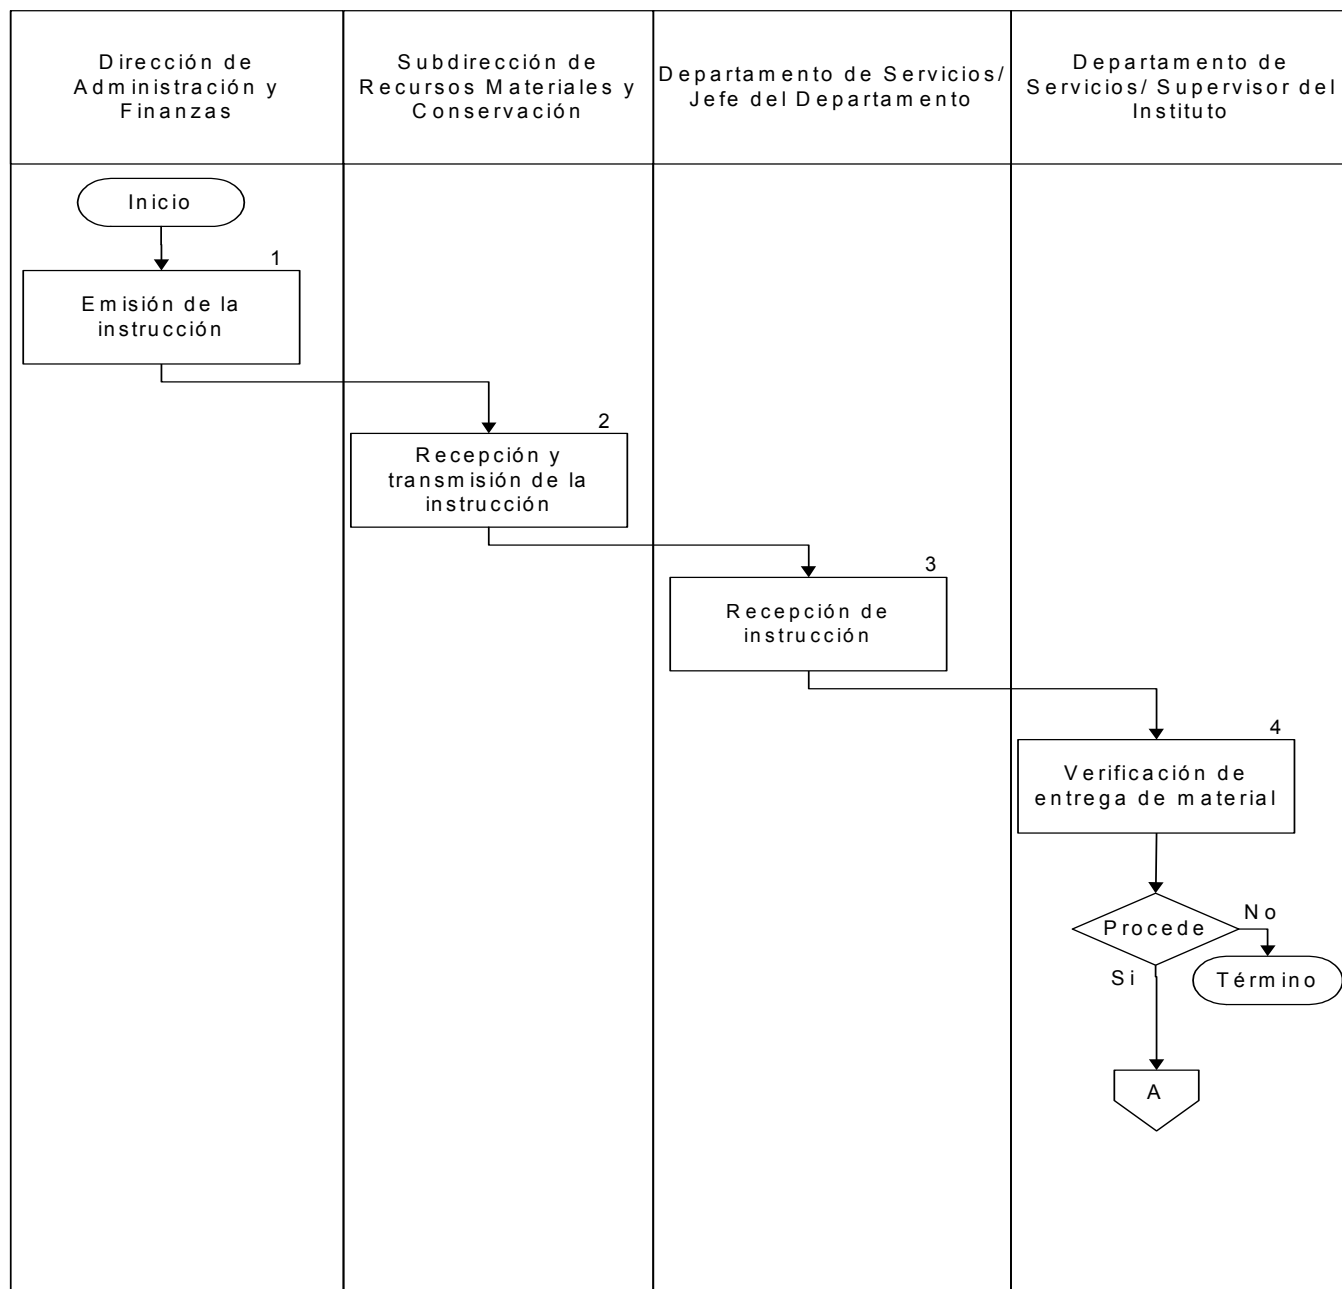 Dirección de
Administración y
Finanzas
Subdirección de
Recursos Materiales y
Conservación
Departamento de Servicios/
Jefe del Departamento
Departamento de
Servicios/ Supervisor del
Instituto
Inicio
1
Emisión de la
instrucción
2
Recepción y
transmisión de la
instrucción
3
Recepción de
instrucción
4
Verificación de
entrega de material
Procede
No
Si
Término
A